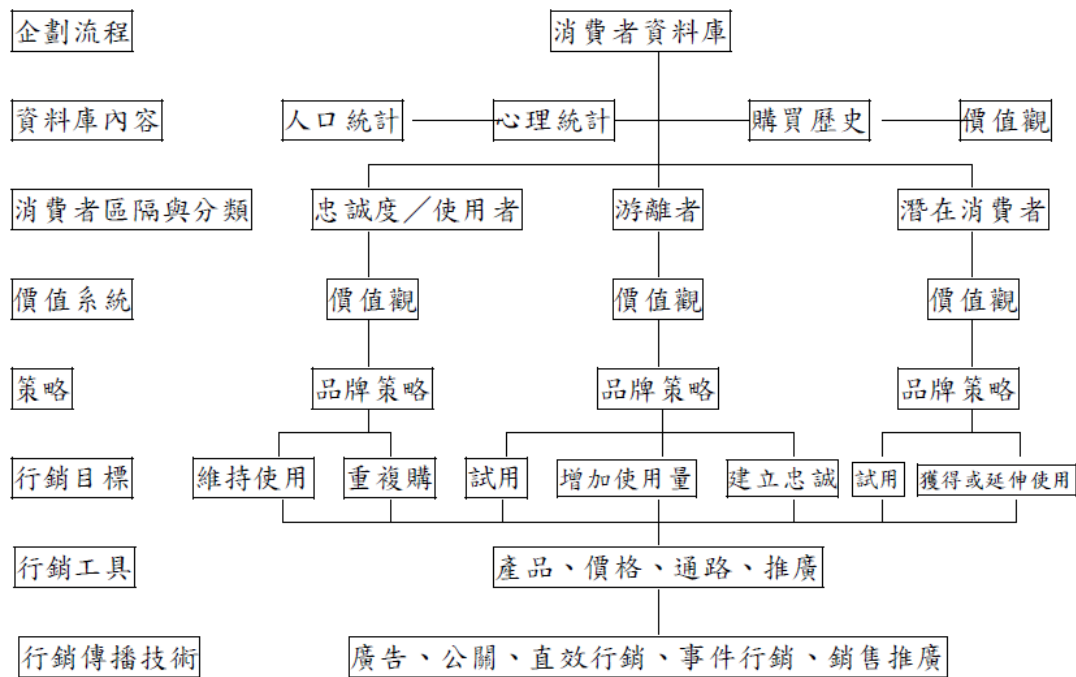 企劃流程 消費者資料庫
資料庫內容 人口統計 心理統計 購買歷史 價值觀
消費者區隔與分類 忠誠度／使用者 游離者 潛在消費者
價值系統 價值觀 價值觀 價值觀
策略 品牌策略 品牌策略 品牌策略
行銷目標 維持使用 重複購 試用 增加使用量 建立忠誠 試用 獲得或延伸使用
行銷工具 產品、價格、通路、推廣
行銷傳播技術 廣告、公關、直效行銷、事件行銷、銷售推廣